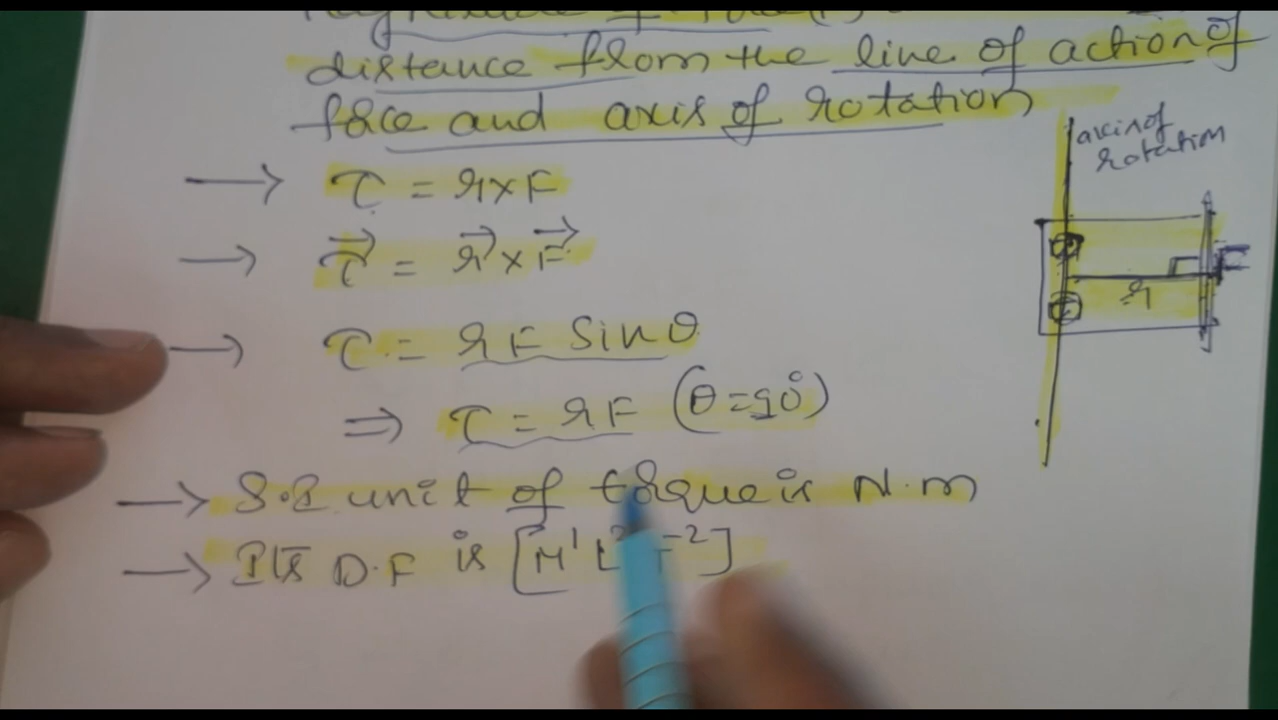 distance from the line of action of
force and axis of rotation
→ τ = r×F
→ τ⃗ = r⃗×F⃗
→ τ = rF Sinθ
⇒ τ = rF (θ=90°)
→ S.I unit of torque is N.m
→ Its D.F is [M¹L²T⁻²]
axis of
rotation
F
r